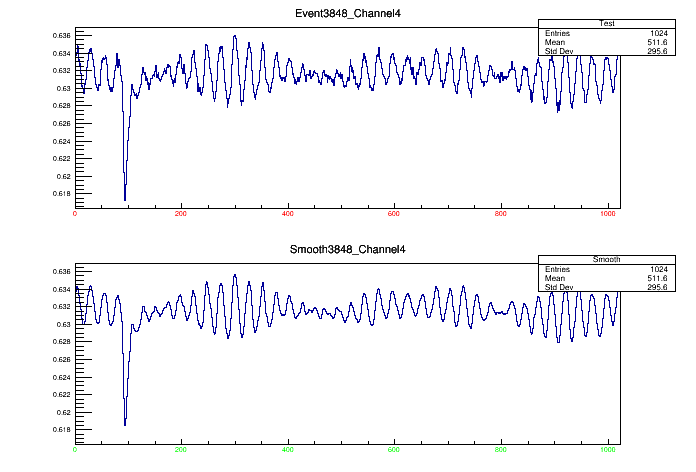 Event3848_Channel4
Test
Entries 1024
Mean 511.6
Std Dev 295.6
0.636
0.634
0.632
0.63
0.628
0.626
0.624
0.622
0.62
0.618
0 200 400 600 800 1000
Smooth3848_Channel4
Smooth
Entries 1024
Mean 511.6
Std Dev 295.6
0.636
0.634
0.632
0.63
0.628
0.626
0.624
0.622
0.62
0.618
0 200 400 600 800 1000